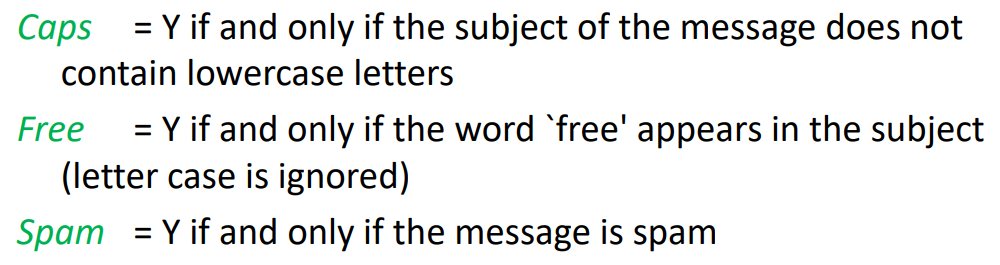 Caps = Y if and only if the subject of the message does not
contain lowercase letters
Free = Y if and only if the word `free' appears in the subject
(letter case is ignored)
Spam = Y if and only if the message is spam